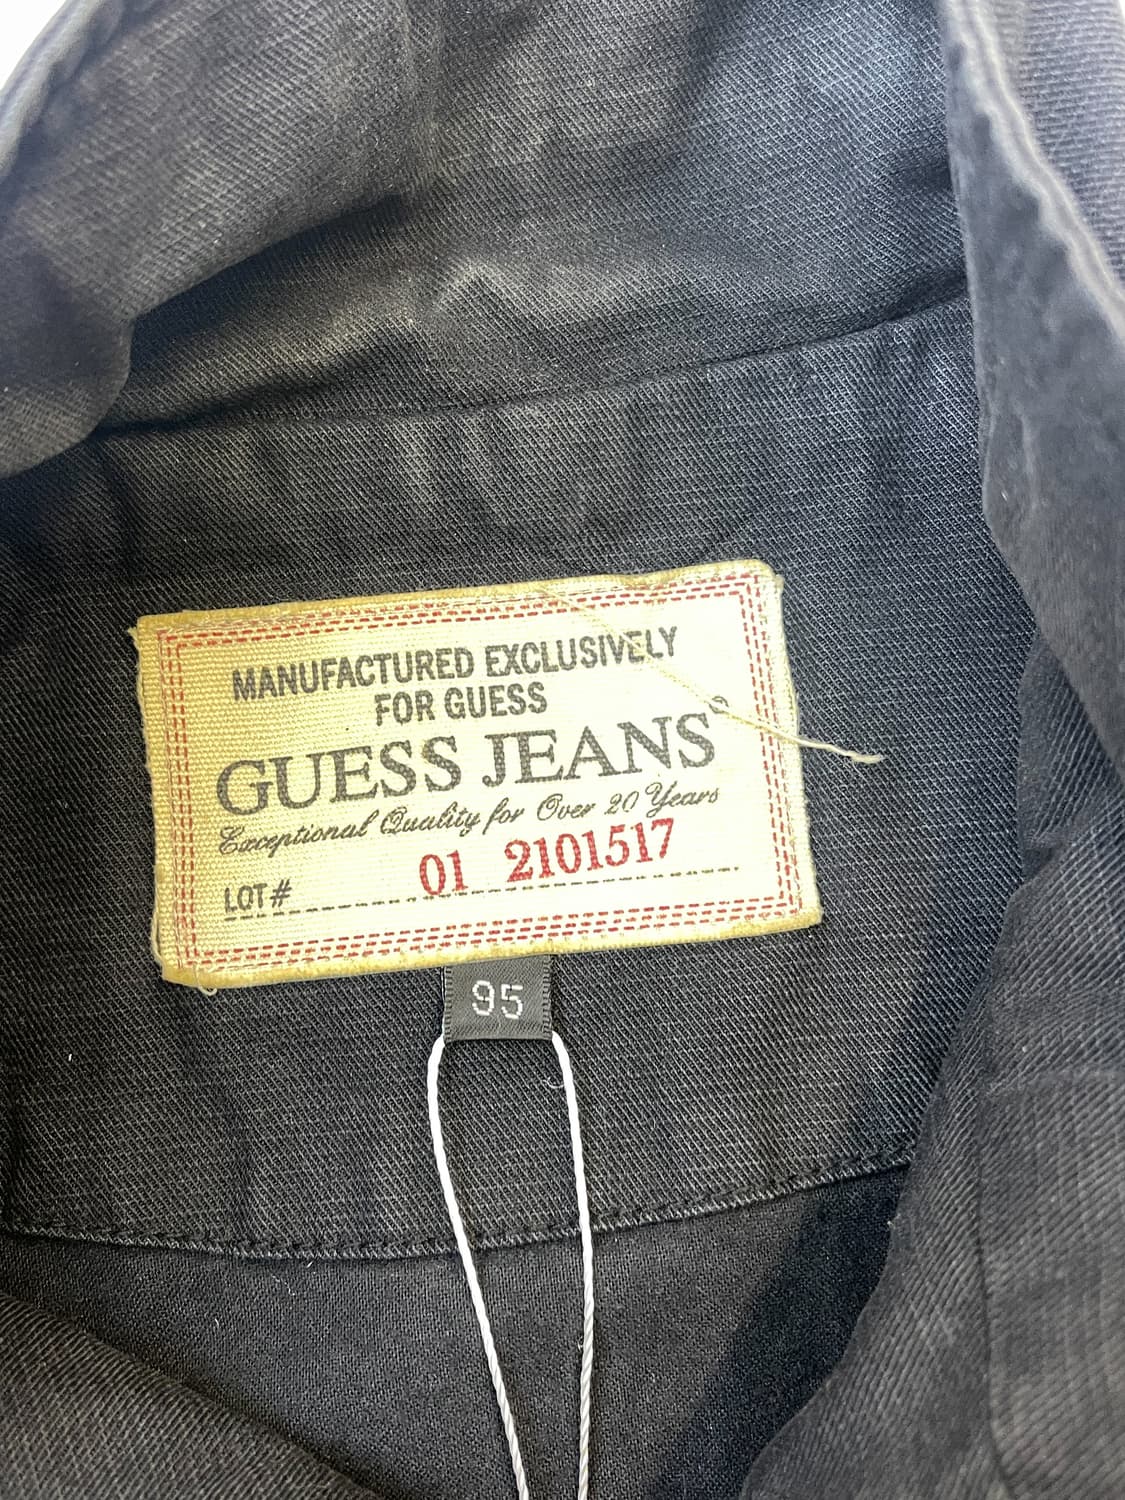 MANUFACTURED EXCLUSIVELY
FOR GUESS
GUESS JEANS®
Exceptional Quality for Over 20 Years
LOT # 01 2101517
95